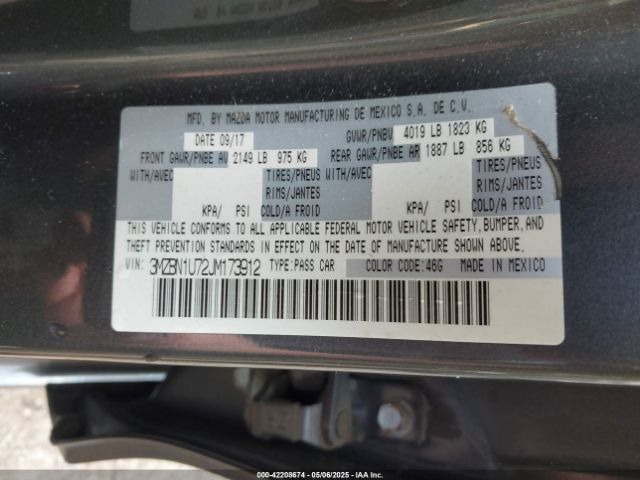 MFD. BY MAZDA MOTOR MANUFACTURING DE MEXICO S.A. DE C.V.
DATE 09/17 GVWR/PNBV 4019 LB 1823 KG
FRONT GAWR/PNBE AV 2149 LB 975 KG REAR GAWR/PNBE AR 1887 LB 856 KG
WITH/AVEC TIRES/PNEUS WITH/AVEC TIRES/PNEUS
RIMS/JANTES RIMS/JANTES
KPA/ PSI COLD/A FROID KPA/ PSI COLD/A FROID
THIS VEHICLE CONFORMS TO ALL APPLICABLE FEDERAL MOTOR VEHICLE SAFETY, BUMPER, AND
THEFT PREVENTION STANDARDS IN EFFECT ON THE DATE OF MANUFACTURE SHOWN ABOVE.
VIN: 3MZBN1U72JM173912 TYPE:PASS CAR COLOR CODE:46G MADE IN MEXICO
000-42208674 | 05/06/2025 | IAA Inc.